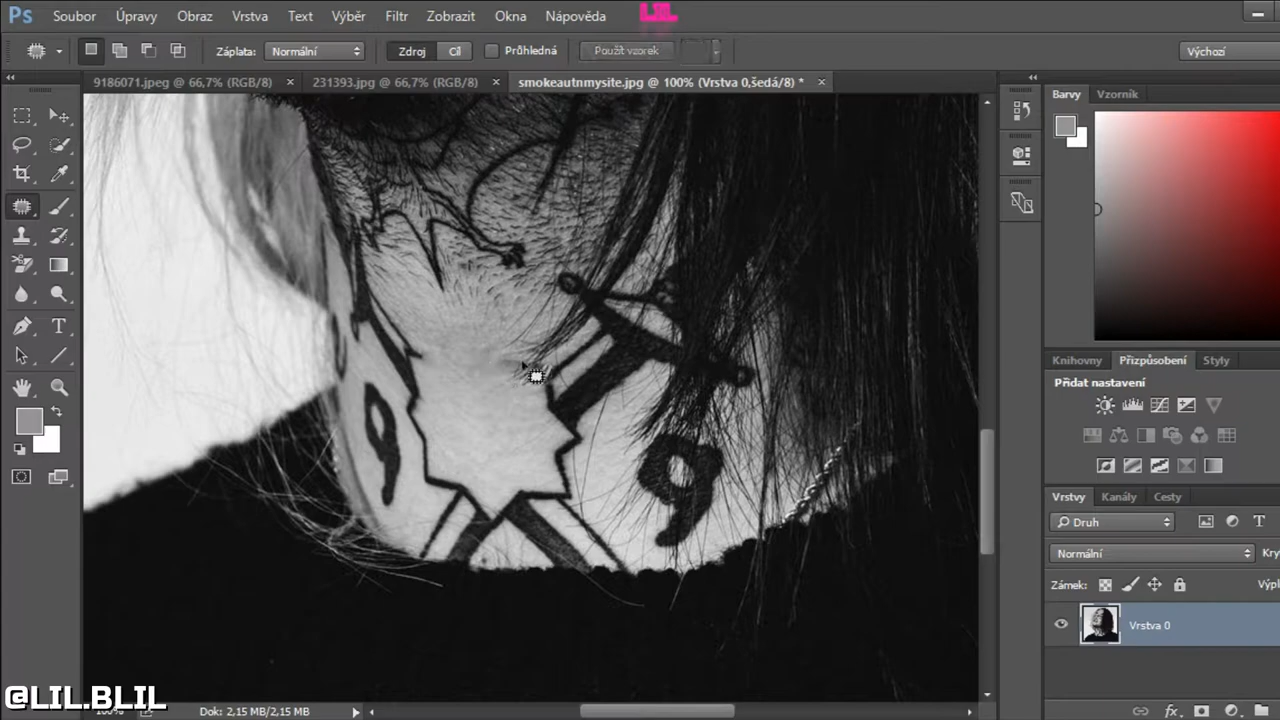 Ps Soubor Úpravy Obraz Vrstva Text Výběr Filtr Zobrazit Okna Nápověda LIL
Záplata: Normální Zdroj Cíl Průhledná Použít vzorek Výchozí
9186071.jpeg @ 66,7% (RGB/8) × 231393.jpg @ 66,7% (RGB/8) × smokeautnmysite.jpg @ 100% (Vrstva 0,šedá/8) * ×
Barvy Vzorník
Knihovny Přizpůsobení Styly
Přidat nastavení
9 9
Vrstvy Kanály Cesty
Druh
Normální Kry
Zámek: Výpl
Vrstva 0
@LIL.BLIL
100% Dok: 2,15 MB/2,15 MB